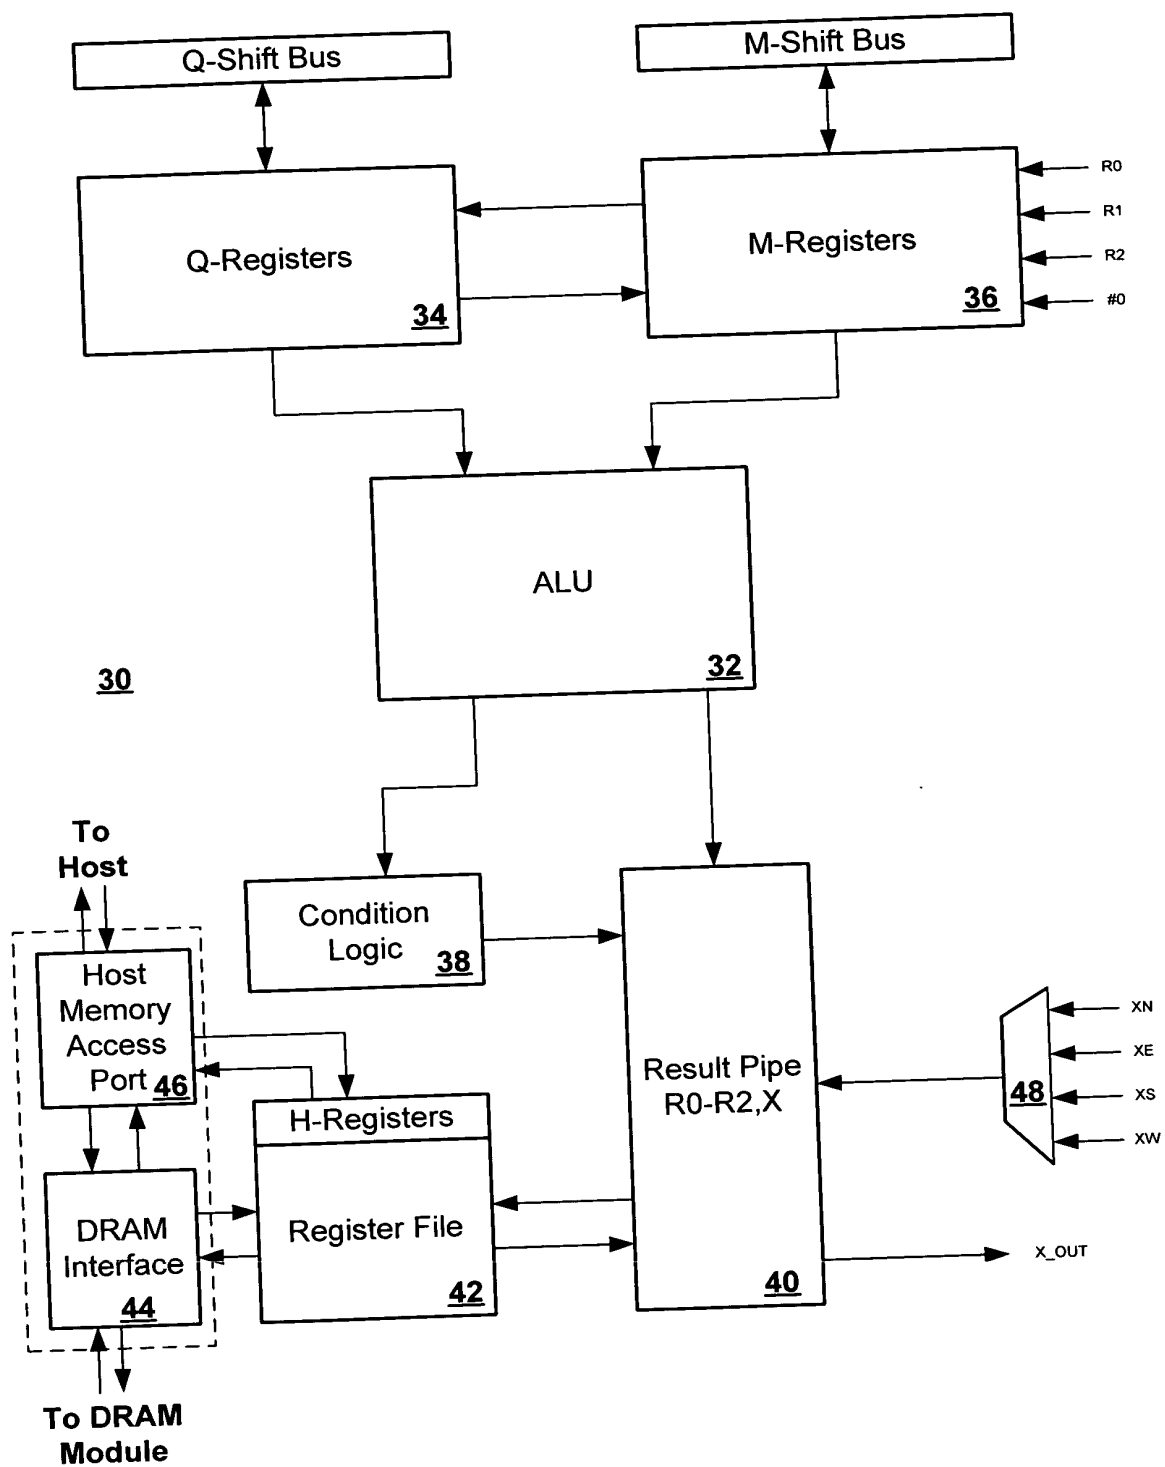 Q-Shift Bus
M-Shift Bus
Q-Registers
34
M-Registers
36
R0
R1
R2
#0
ALU
32
30
To
Host
Condition
Logic
38
Host
Memory
Access
Port
46
H-Registers
Register File
42
DRAM
Interface
44
To DRAM
Module
Result Pipe
R0-R2,X
40
48
XN
XE
XS
XW
X_OUT